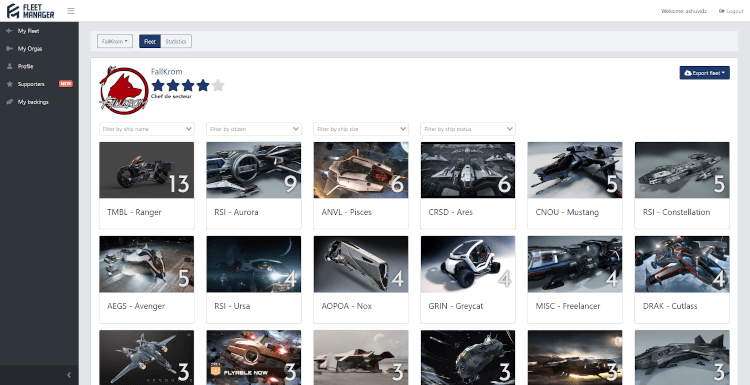 FLEET MANAGER
Welcome, ashuvidz
Logout
My Fleet
My Orgas
Profile
Supporters NEW
My backings
FallKrom
Fleet
Statistics
FallKrom
Chef de secteur
Export fleet
FALLKROM
Filter by ship name
Filter by citizen
Filter by ship size
Filter by ship status
13
9
6
6
5
5
TMBL - Ranger
RSI - Aurora
ANVL - Pisces
CRSD - Ares
CNOU - Mustang
RSI - Constellation
5
4
4
4
4
4
AEGS - Avenger
RSI - Ursa
AOPOA - Nox
GRIN - Greycat
MISC - Freelancer
DRAK - Cutlass
3
FLYABLE NOW
3
3
3
3
3